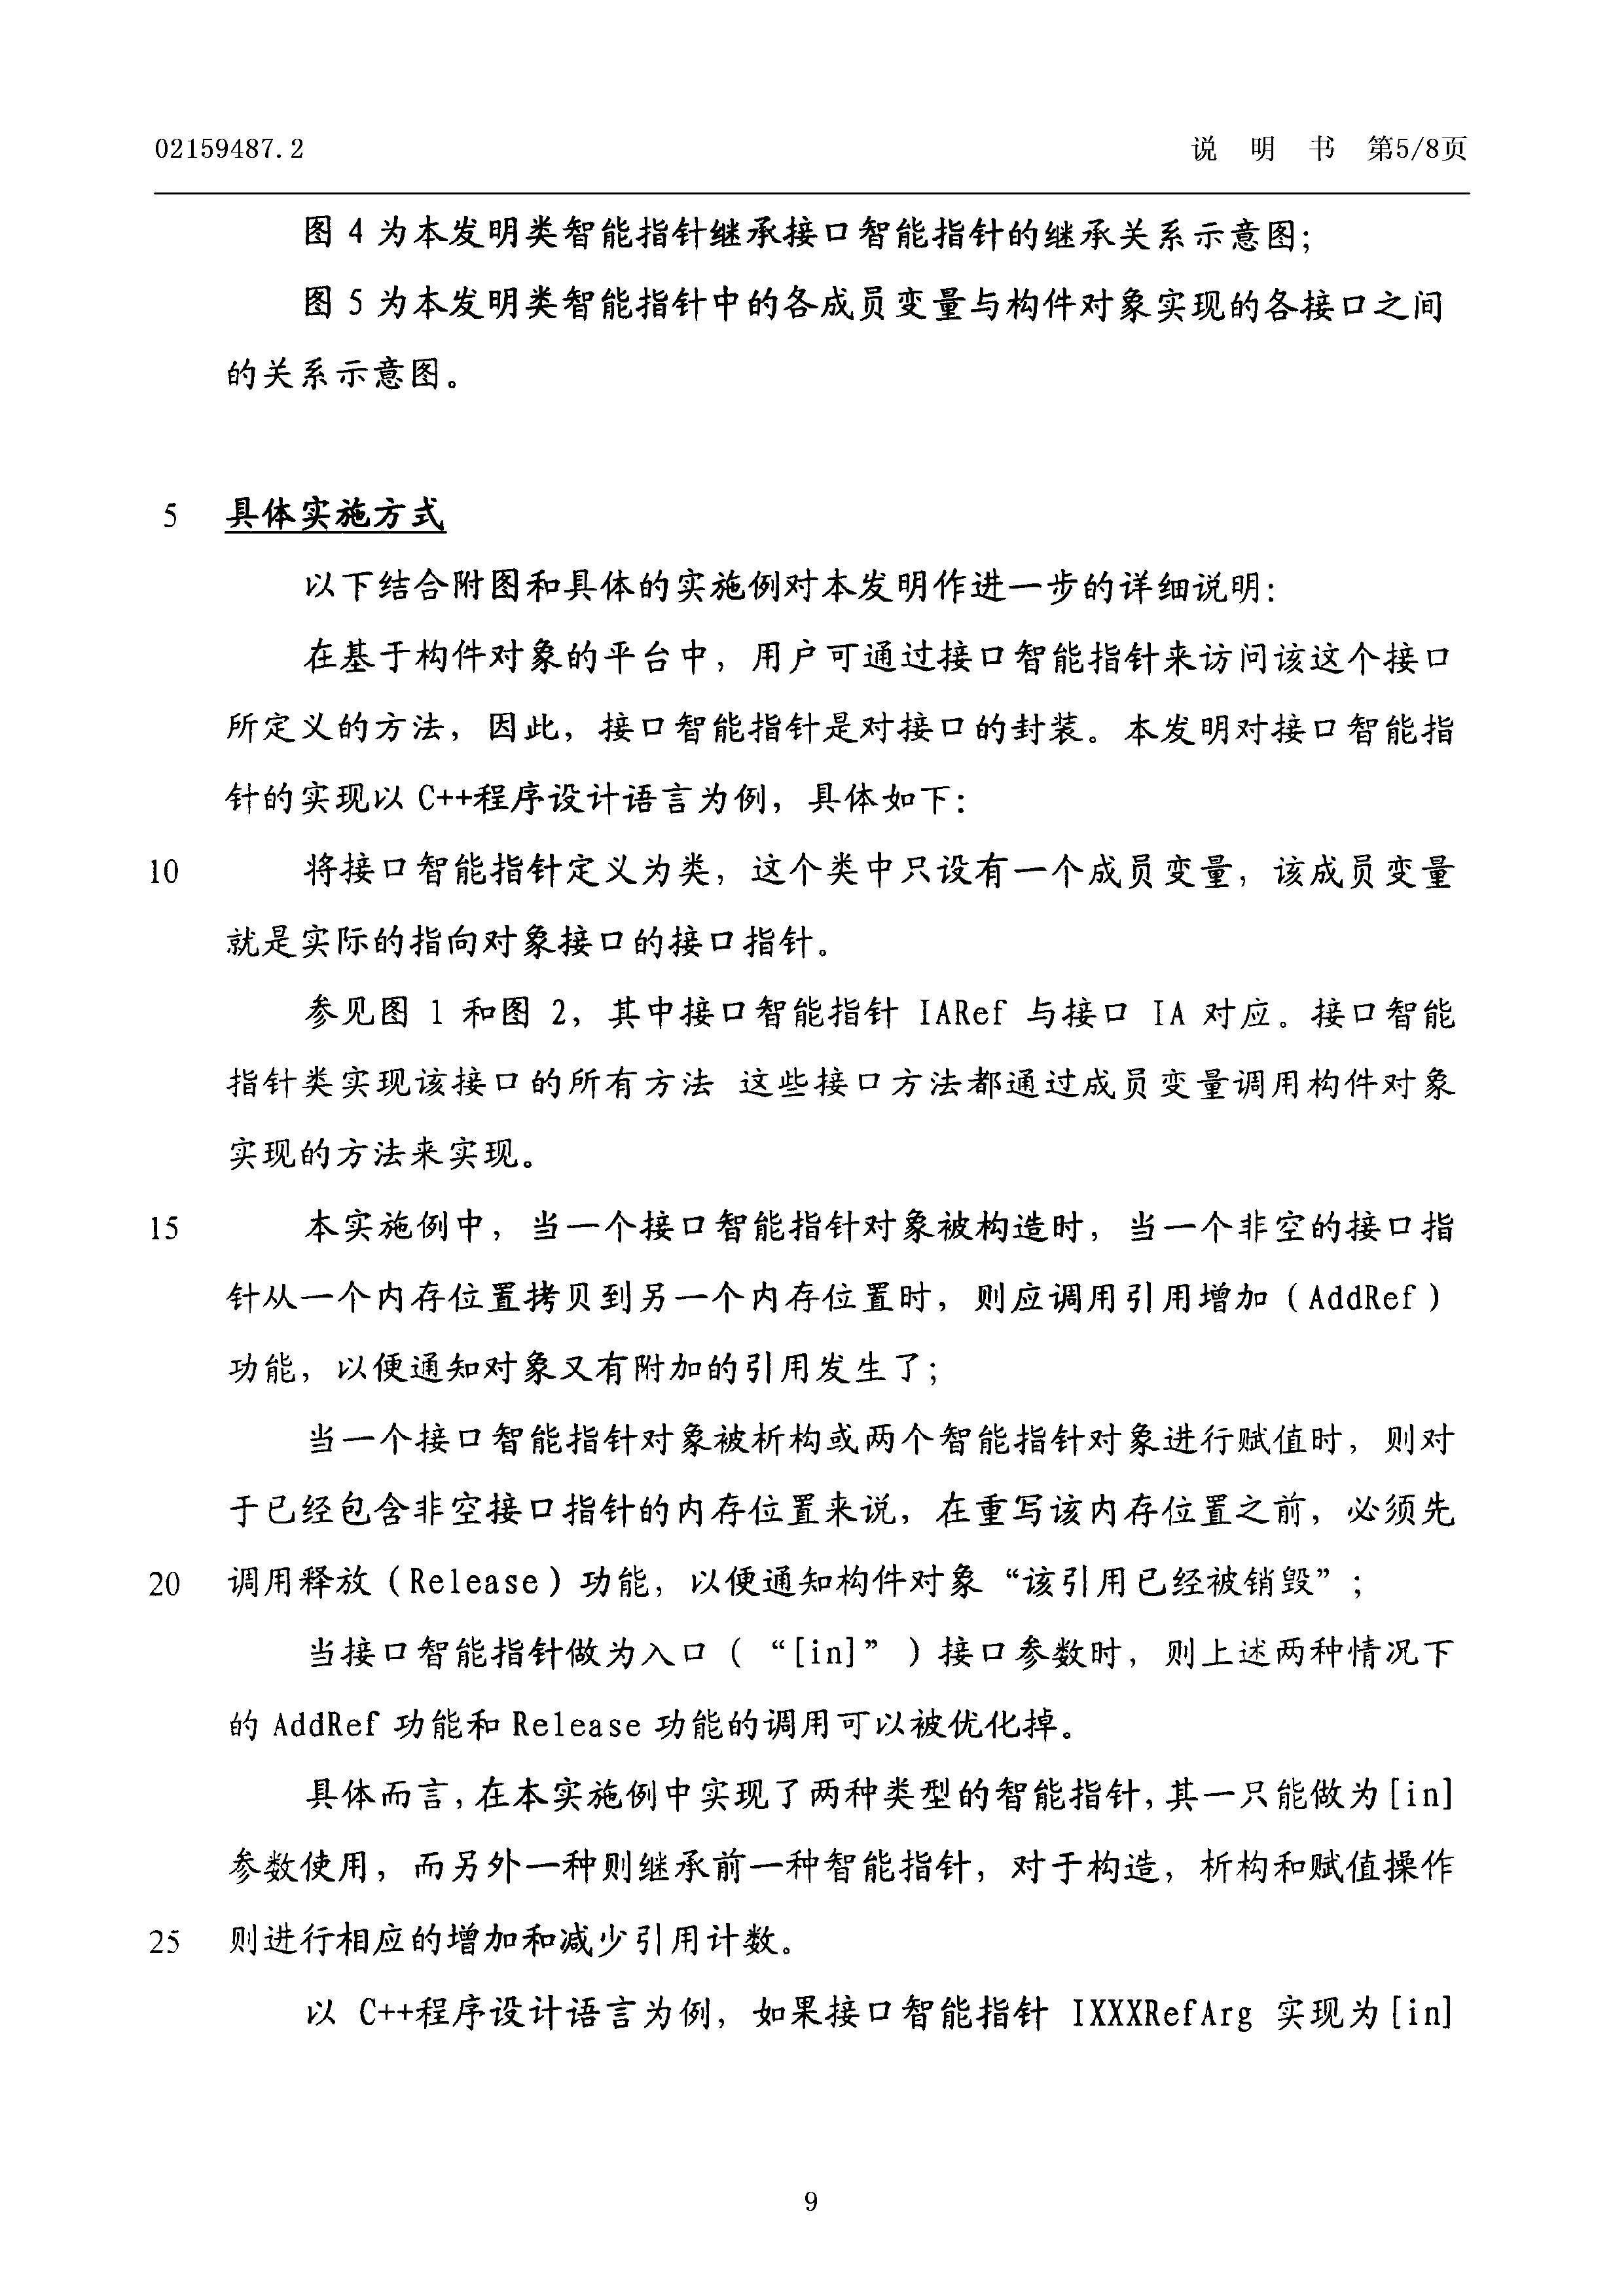 02159487.2 说 明 书 第5/8页
图 4 为本发明类智能指针继承接口智能指针的继承关系示意图;
图 5 为本发明类智能指针中的各成员变量与构件对象实现的各接口之间
的关系示意图。
5 具体实施方式
以下结合附图和具体的实施例对本发明作进一步的详细说明:
在基于构件对象的平台中，用户可通过接口智能指针来访问该这个接口
所定义的方法，因此，接口智能指针是对接口的封装。本发明对接口智能指
针的实现以 C++程序设计语言为例，具体如下:
10 将接口智能指针定义为类，这个类中只设有一个成员变量，该成员变量
就是实际的指向对象接口的接口指针。
参见图 1 和图 2，其中接口智能指针 IARef 与接口 IA 对应。接口智能
指针类实现该接口的所有方法 这些接口方法都通过成员变量调用构件对象
实现的方法来实现。
15 本实施例中，当一个接口智能指针对象被构造时，当一个非空的接口指
针从一个内存位置拷贝到另一个内存位置时，则应调用引用增加（AddRef）
功能，以便通知对象又有附加的引用发生了;
当一个接口智能指针对象被析构或两个智能指针对象进行赋值时，则对
于已经包含非空接口指针的内存位置来说，在重写该内存位置之前，必须先
20 调用释放（Release）功能，以便通知构件对象“该引用已经被销毁”;
当接口智能指针做为入口（“[in]”）接口参数时，则上述两种情况下
的 AddRef 功能和 Release 功能的调用可以被优化掉。
具体而言,在本实施例中实现了两种类型的智能指针,其一只能做为[in]
参数使用，而另外一种则继承前一种智能指针，对于构造，析构和赋值操作
25 则进行相应的增加和减少引用计数。
以 C++程序设计语言为例，如果接口智能指针 IXXXRefArg 实现为[in]
9